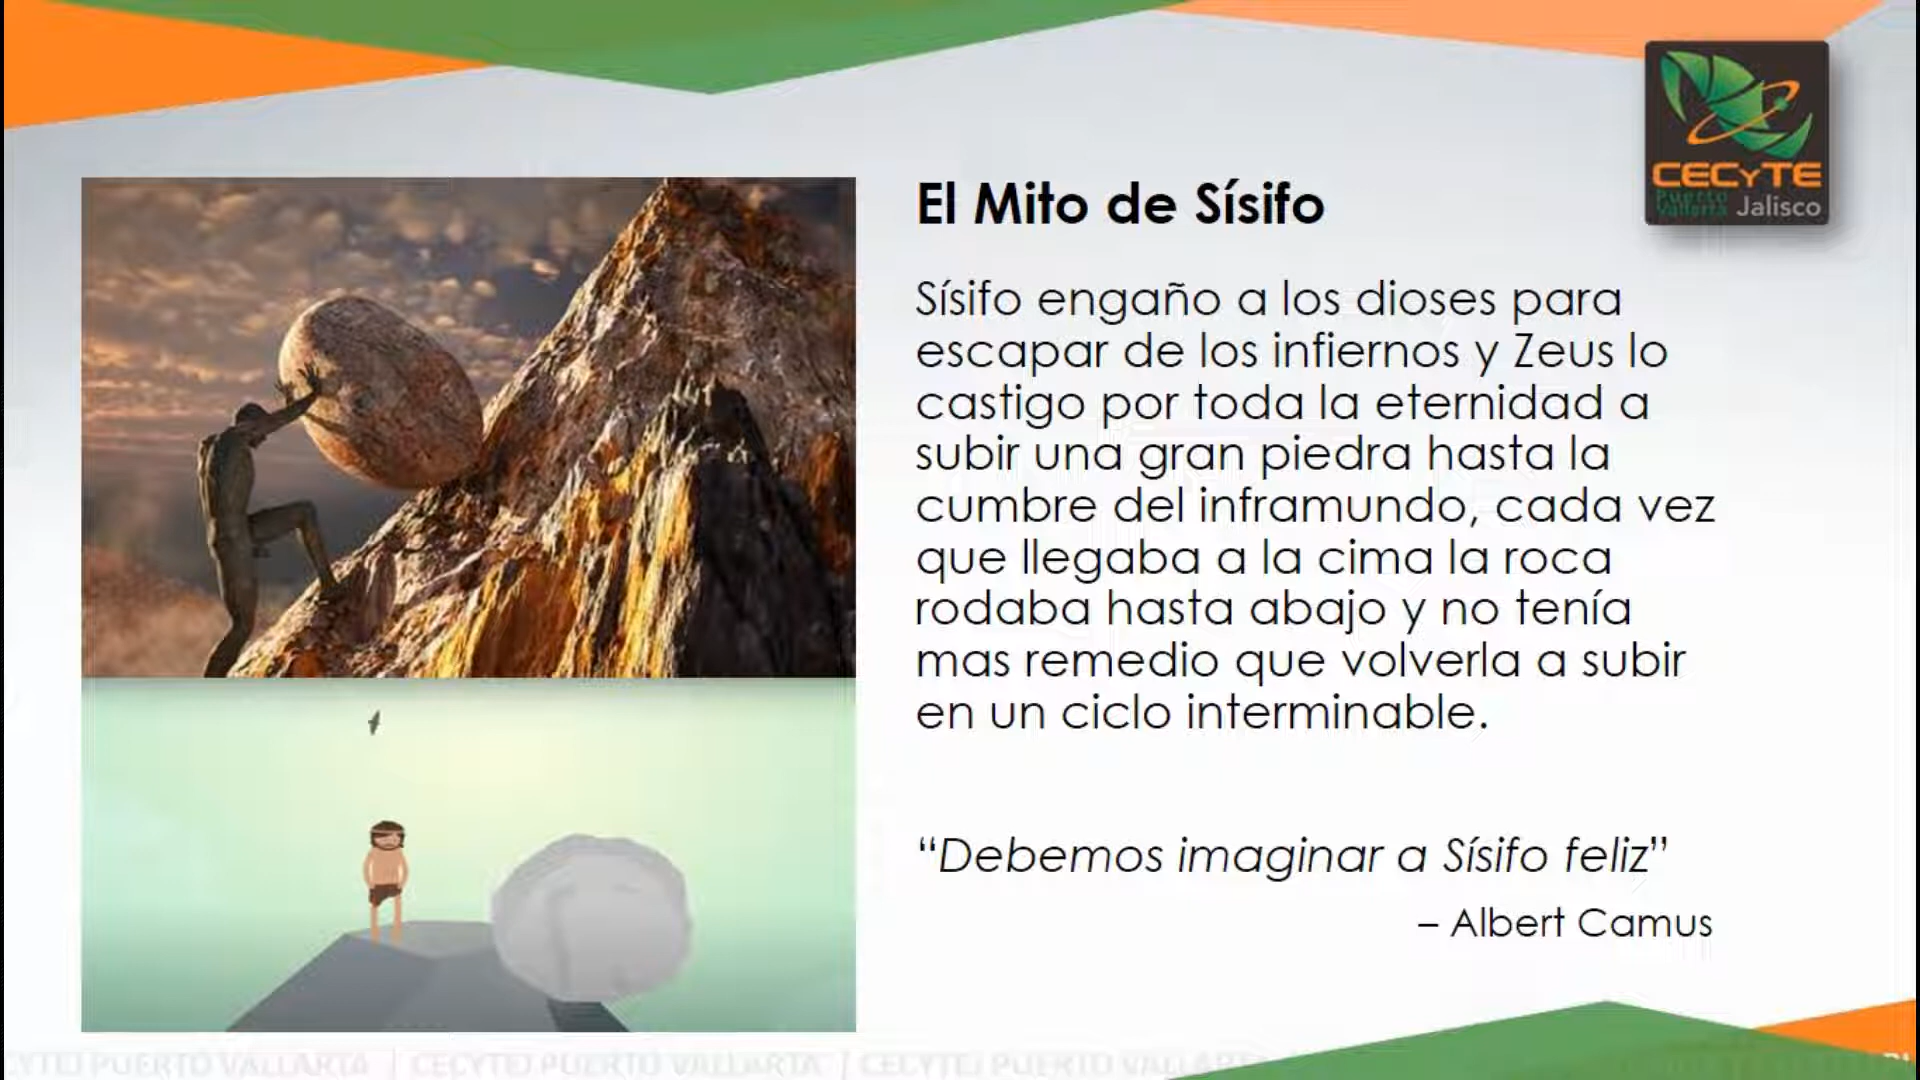 CECyTE
Puerto
Vallarta Jalisco
El Mito de Sísifo
Sísifo engaño a los dioses para
escapar de los infiernos y Zeus lo
castigo por toda la eternidad a
subir una gran piedra hasta la
cumbre del inframundo, cada vez
que llegaba a la cima la roca
rodaba hasta abajo y no tenía
mas remedio que volverla a subir
en un ciclo interminable.
“Debemos imaginar a Sísifo feliz”
– Albert Camus
PUERTO VALLARTA | CECYTEJ PUERTO VALLARTA | CECYTEJ PUERTO